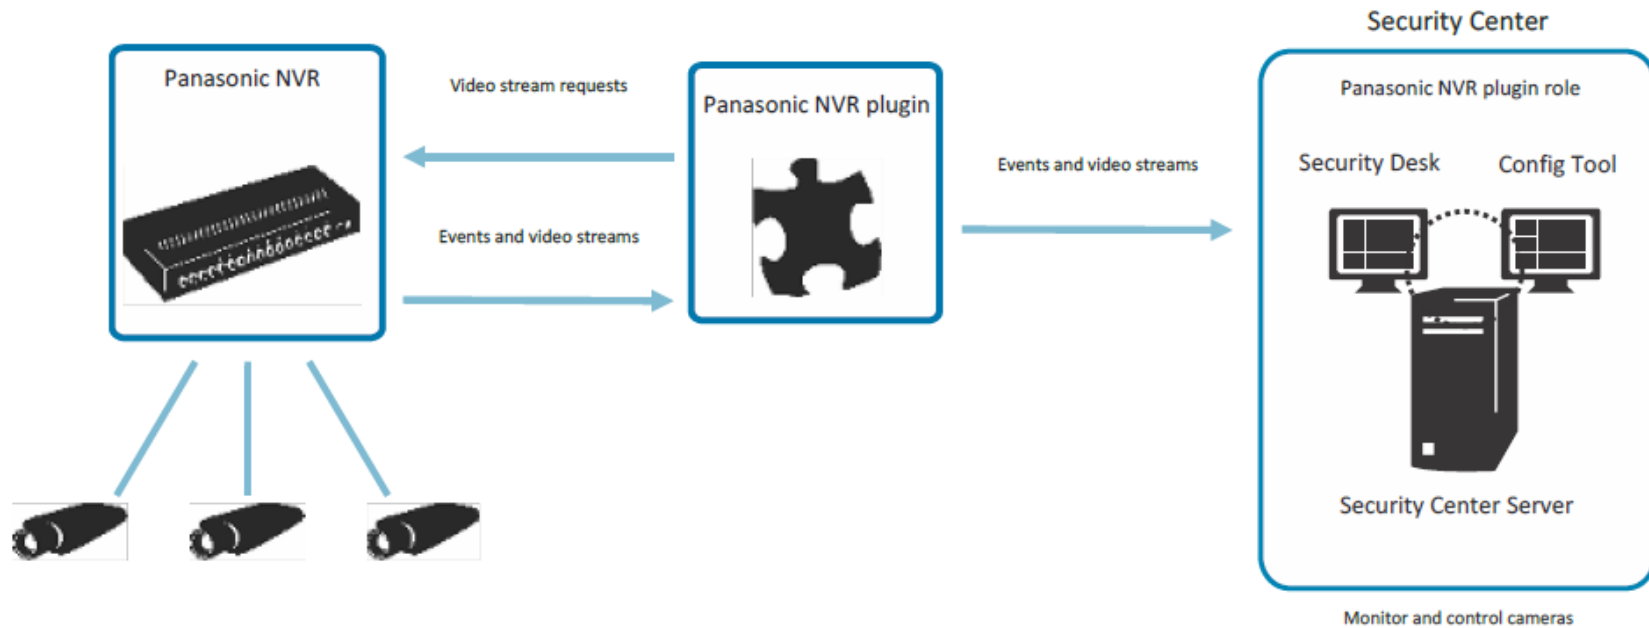 Security Center
Panasonic NVR
Video stream requests
Panasonic NVR plugin
Panasonic NVR plugin role
Events and video streams
Security Desk
Config Tool
Events and video streams
Security Center Server
Monitor and control cameras